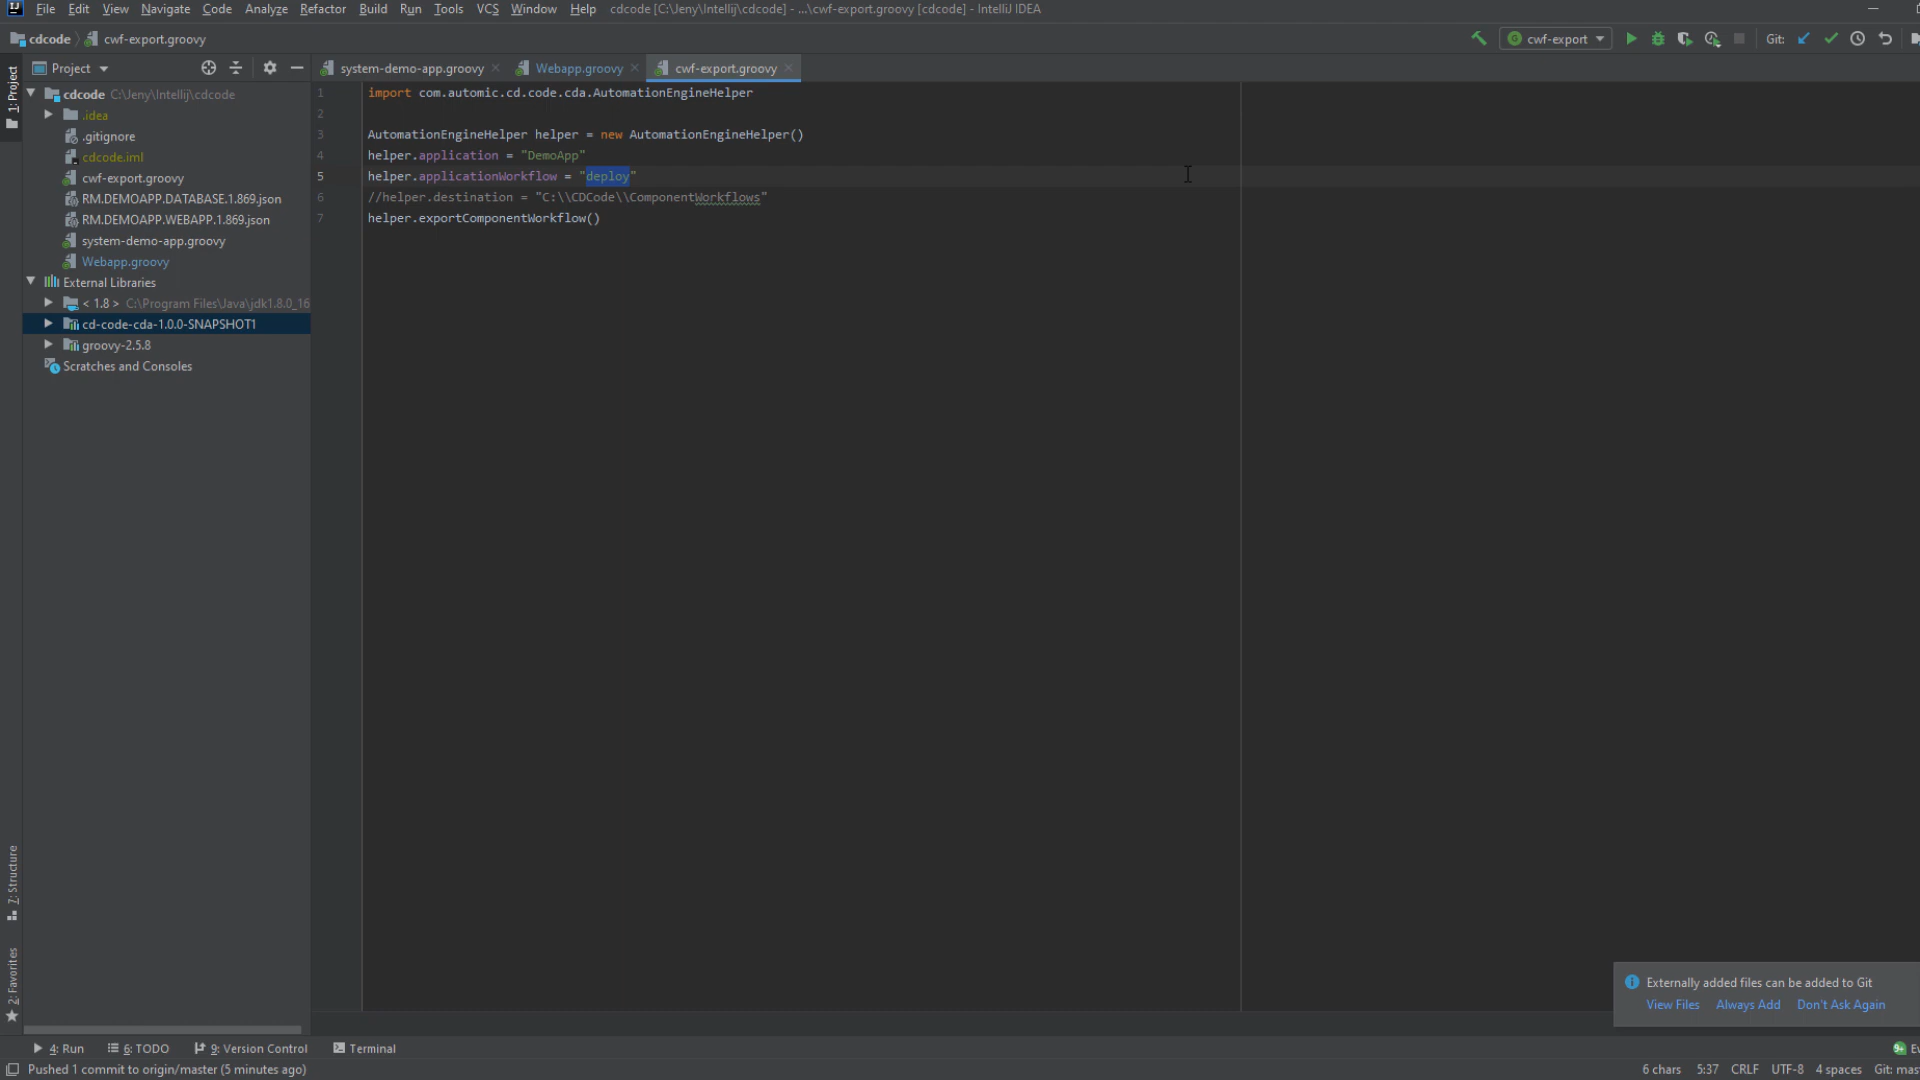 File Edit View Navigate Code Analyze Refactor Build Run Tools VCS Window Help cdcode [C:\Jeny\Intellij\cdcode] - ...\cwf-export.groovy [cdcode] - IntelliJ IDEA
cdcode cwf-export.groovy
cwf-export Git:
1: Project
Project
system-demo-app.groovy Webapp.groovy cwf-export.groovy
cdcode C:\Jeny\Intellij\cdcode
.idea
.gitignore
cdcode.iml
cwf-export.groovy
RM.DEMOAPP.DATABASE.1.869.json
RM.DEMOAPP.WEBAPP.1.869.json
system-demo-app.groovy
Webapp.groovy
External Libraries
< 1.8 > C:\Program Files\Java\jdk1.8.0_16
cd-code-cda-1.0.0-SNAPSHOT1
groovy-2.5.8
Scratches and Consoles
1 import com.automic.cd.code.cda.AutomationEngineHelper
2
3 AutomationEngineHelper helper = new AutomationEngineHelper()
4 helper.application = "DemoApp"
5 helper.applicationWorkflow = "deploy"
6 //helper.destination = "C:\\CDCode\\ComponentWorkflows"
7 helper.exportComponentWorkflow()
7: Structure
2: Favorites
Externally added files can be added to Git
View Files Always Add Don't Ask Again
4: Run 6: TODO 9: Version Control Terminal
9+ Ev
Pushed 1 commit to origin/master (5 minutes ago)
6 chars 5:37 CRLF UTF-8 4 spaces Git: mas